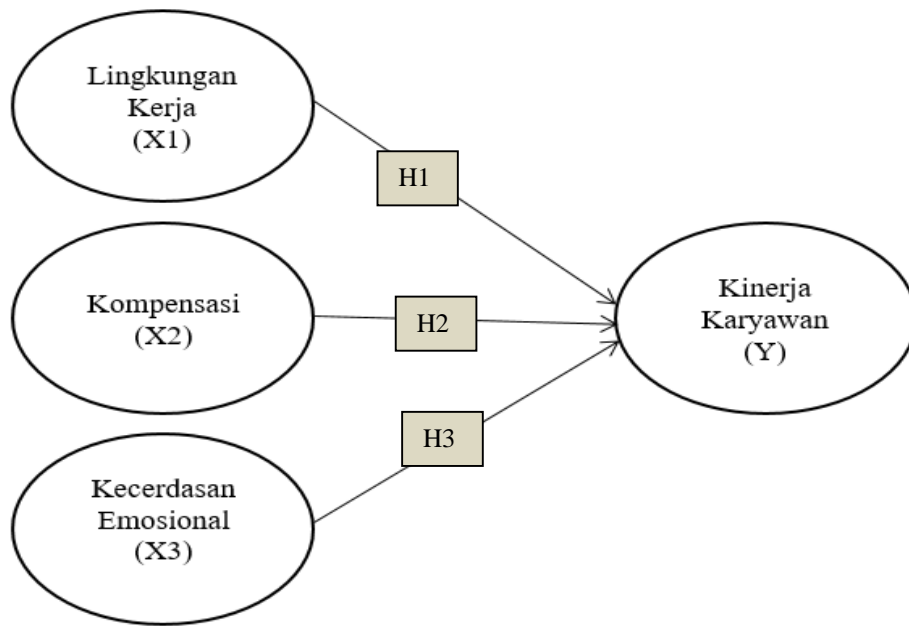 Lingkungan
Kerja
(X1)
H1
Kompensasi
(X2)
H2
Kinerja
Karyawan
(Y)
H3
Kecerdasan
Emosional
(X3)